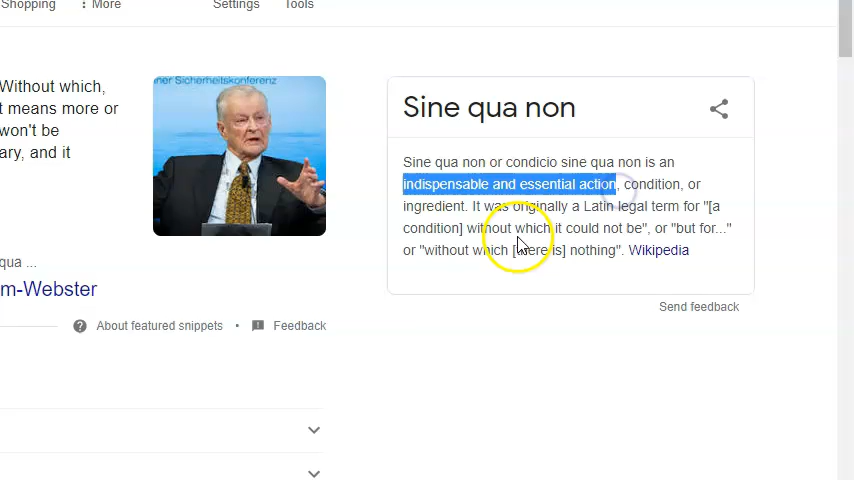 Shopping
More
Settings
Tools
Without which,
t means more or
won't be
ary, and it
ner Sicherheitskonferenz
qua ...
m-Webster
About featured snippets
Feedback
Sine qua non
Sine qua non or condicio sine qua non is an
indispensable and essential action, condition, or
ingredient. It was originally a Latin legal term for "[a
condition] without which it could not be", or "but for..."
or "without which [there is] nothing". Wikipedia
Send feedback